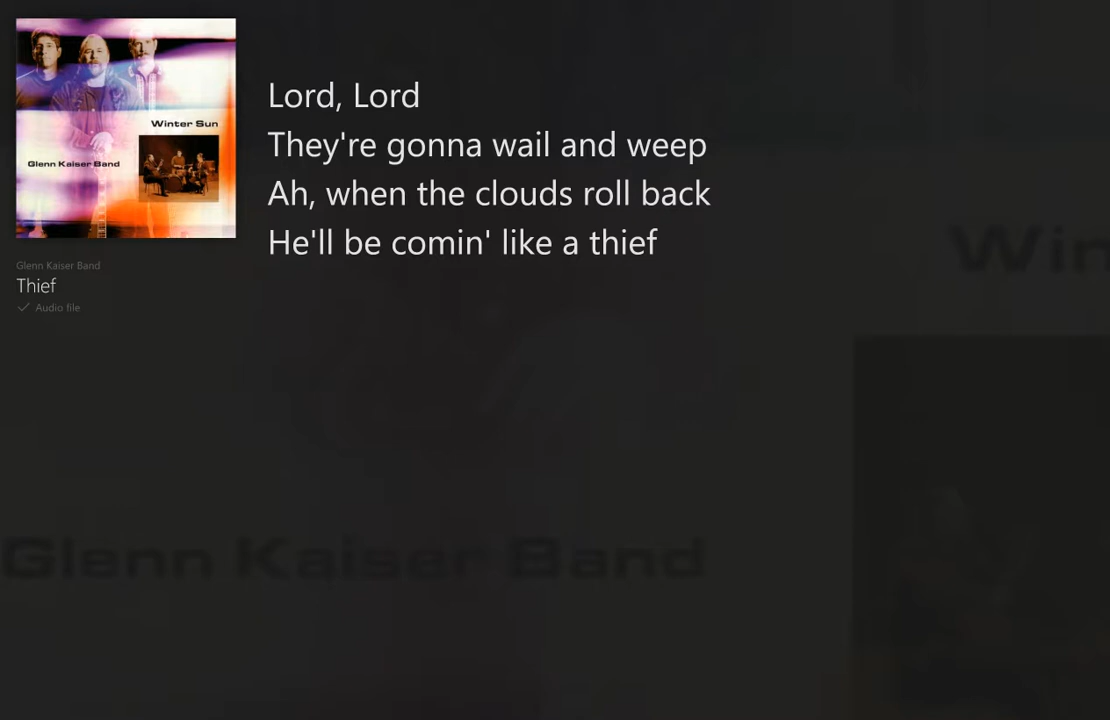 Winter Sun
Glenn Kaiser Band
Glenn Kaiser Band
Thief
Audio file
Lord, Lord
They're gonna wail and weep
Ah, when the clouds roll back
He'll be comin' like a thief
Win
Glenn Kaiser Band